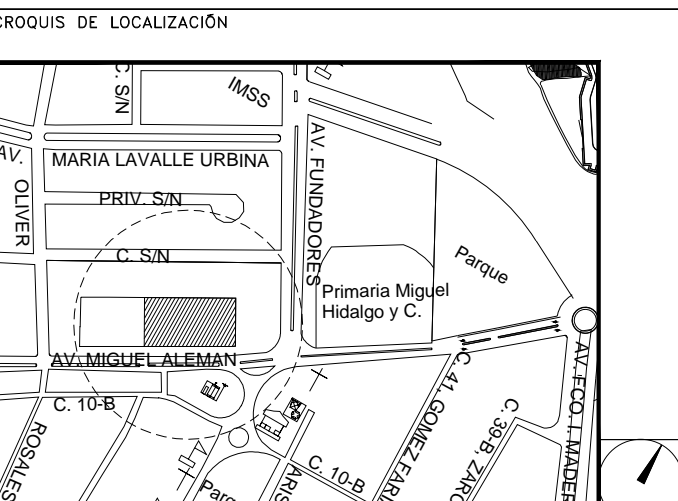 CROQUIS DE LOCALIZACIÓN
C. S/N
IMSS
AV.
OLIVER
MARIA LAVALLE URBINA
AV. FUNDADORES
PRIV. S/N
C. S/N
Parque
Primaria Miguel
Hidalgo y C.
AV. MIGUEL ALEMAN
C. 10-B
ROSALES
C. 10-B
C. 41, GOMEZ FARI
C. 39-B, ZARC
AV FCO I. MADER